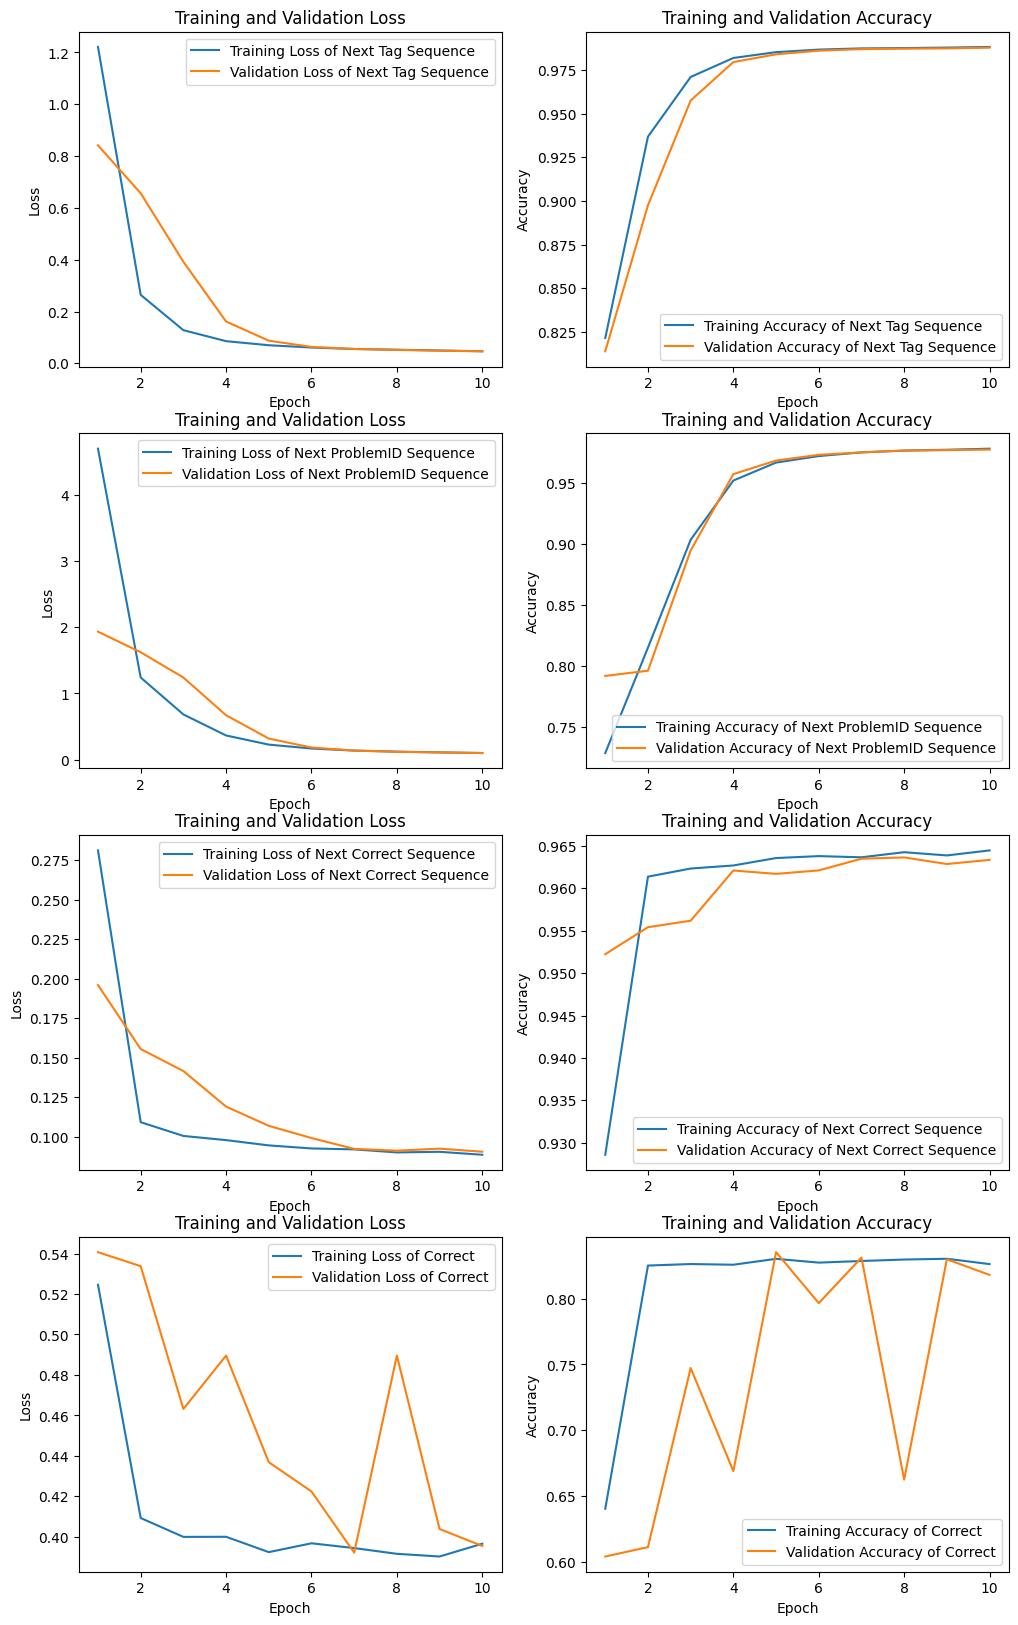 Training and Validation Loss
Training Loss of Next Tag Sequence
Validation Loss of Next Tag Sequence
1.2
1.0
0.8
0.6
0.4
0.2
0.0
Loss
2 4 6 8 10
Epoch
Training and Validation Accuracy
0.975
0.950
0.925
0.900
0.875
0.850
0.825
Accuracy
Training Accuracy of Next Tag Sequence
Validation Accuracy of Next Tag Sequence
2 4 6 8 10
Epoch
Training and Validation Loss
Training Loss of Next ProblemID Sequence
Validation Loss of Next ProblemID Sequence
4
3
2
1
0
Loss
2 4 6 8 10
Epoch
Training and Validation Accuracy
0.95
0.90
0.85
0.80
0.75
Accuracy
Training Accuracy of Next ProblemID Sequence
Validation Accuracy of Next ProblemID Sequence
2 4 6 8 10
Epoch
Training and Validation Loss
Training Loss of Next Correct Sequence
Validation Loss of Next Correct Sequence
0.275
0.250
0.225
0.200
0.175
0.150
0.125
0.100
Loss
2 4 6 8 10
Epoch
Training and Validation Accuracy
0.965
0.960
0.955
0.950
0.945
0.940
0.935
0.930
Accuracy
Training Accuracy of Next Correct Sequence
Validation Accuracy of Next Correct Sequence
2 4 6 8 10
Epoch
Training and Validation Loss
Training Loss of Correct
Validation Loss of Correct
0.54
0.52
0.50
0.48
0.46
0.44
0.42
0.40
Loss
2 4 6 8 10
Epoch
Training and Validation Accuracy
0.80
0.75
0.70
0.65
0.60
Accuracy
Training Accuracy of Correct
Validation Accuracy of Correct
2 4 6 8 10
Epoch